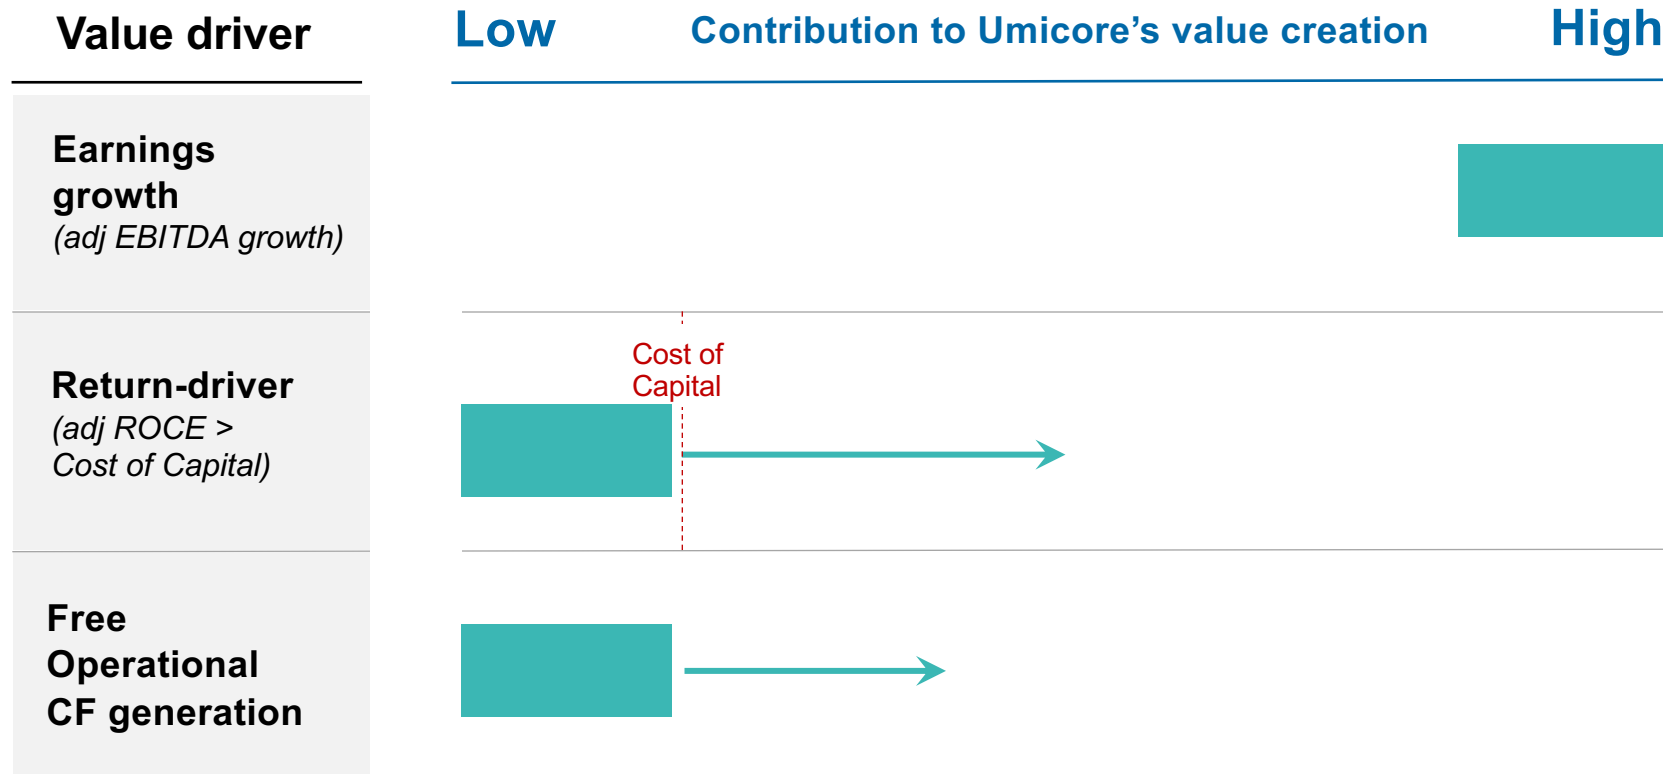 Value driver
Low
Contribution to Umicore’s value creation
High
Earnings
growth
(adj EBITDA growth)
Cost of
Capital
Return-driver
(adj ROCE >
Cost of Capital)
Free
Operational
CF generation